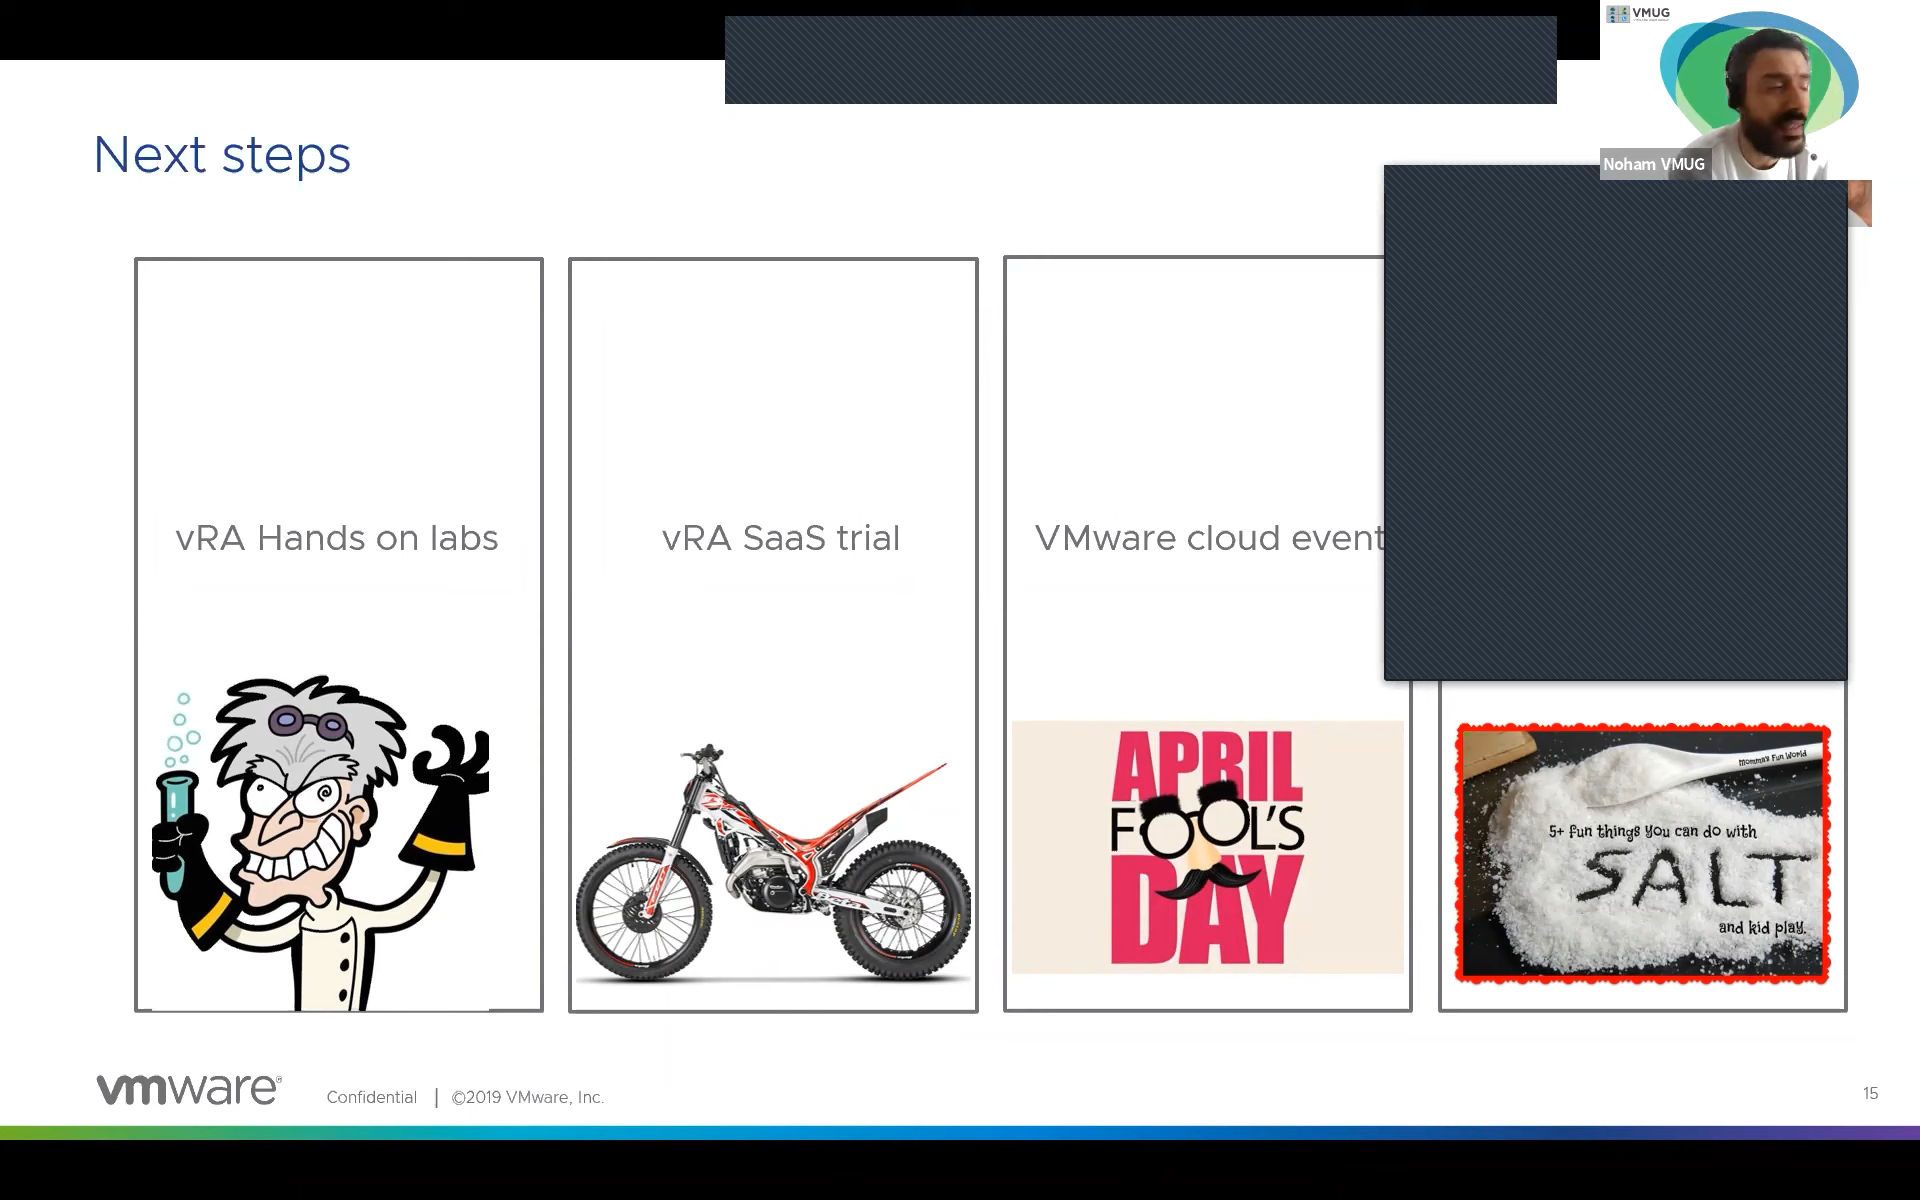 VMUG
Noham VMUG
Next steps
vRA Hands on labs
vRA SaaS trial
VMware cloud event
APRIL
FOOL'S
DAY
Momma's Fun World
5+ fun things you can do with
SALT
and kid play.
vmware®
Confidential | ©2019 VMware, Inc.
15